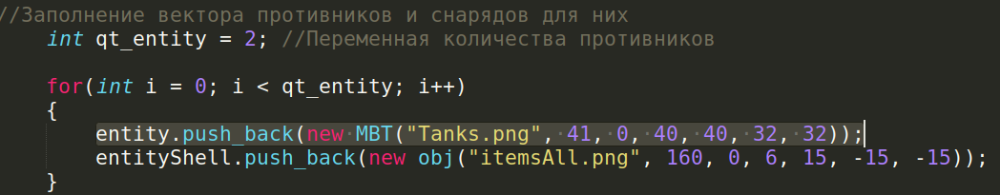 //Заполнение вектора противников и снарядов для них
int qt_entity = 2; //Переменная количества противников
for(int i = 0; i < qt_entity; i++)
{
entity.push_back(new MBT("Tanks.png", 41, 0, 40, 40, 32, 32));
entityShell.push_back(new obj("itemsAll.png", 160, 0, 6, 15, -15, -15));
}